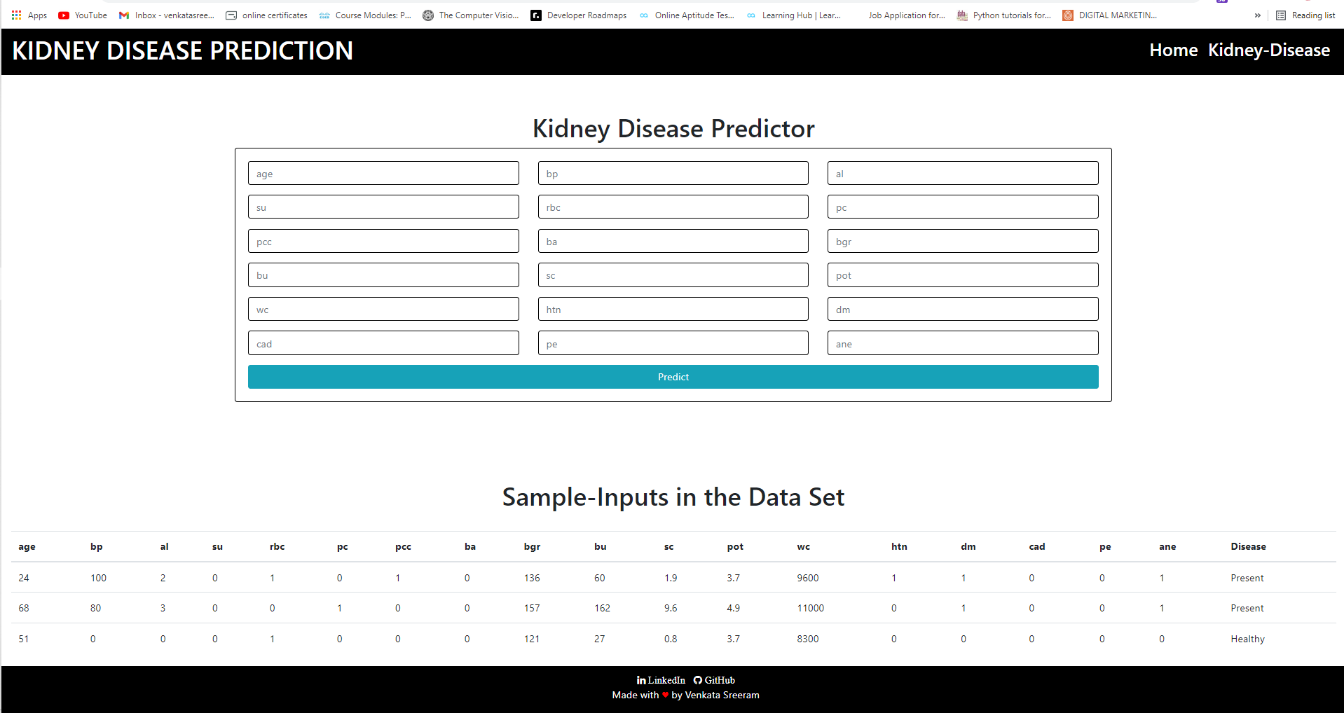 Apps YouTube Inbox - venkatasree... online certificates Course Modules: P... The Computer Visio... Developer Roadmaps Online Aptitude Tes... Learning Hub | Lear... Job Application for... Python tutorials for... DIGITAL MARKETIN... » Reading list
KIDNEY DISEASE PREDICTION Home Kidney-Disease
Kidney Disease Predictor
age bp al
su rbc pc
pcc ba bgr
bu sc pot
wc htn dm
cad pe ane
Predict
Sample-Inputs in the Data Set
age bp al su rbc pc pcc ba bgr bu sc pot wc htn dm cad pe ane Disease
24 100 2 0 1 0 1 0 136 60 1.9 3.7 9600 1 1 0 0 1 Present
68 80 3 0 0 1 0 0 157 162 9.6 4.9 11000 0 1 0 0 1 Present
51 0 0 0 1 0 0 0 121 27 0.8 3.7 8300 0 0 0 0 0 Healthy
in LinkedIn GitHub
Made with ♥ by Venkata Sreeram